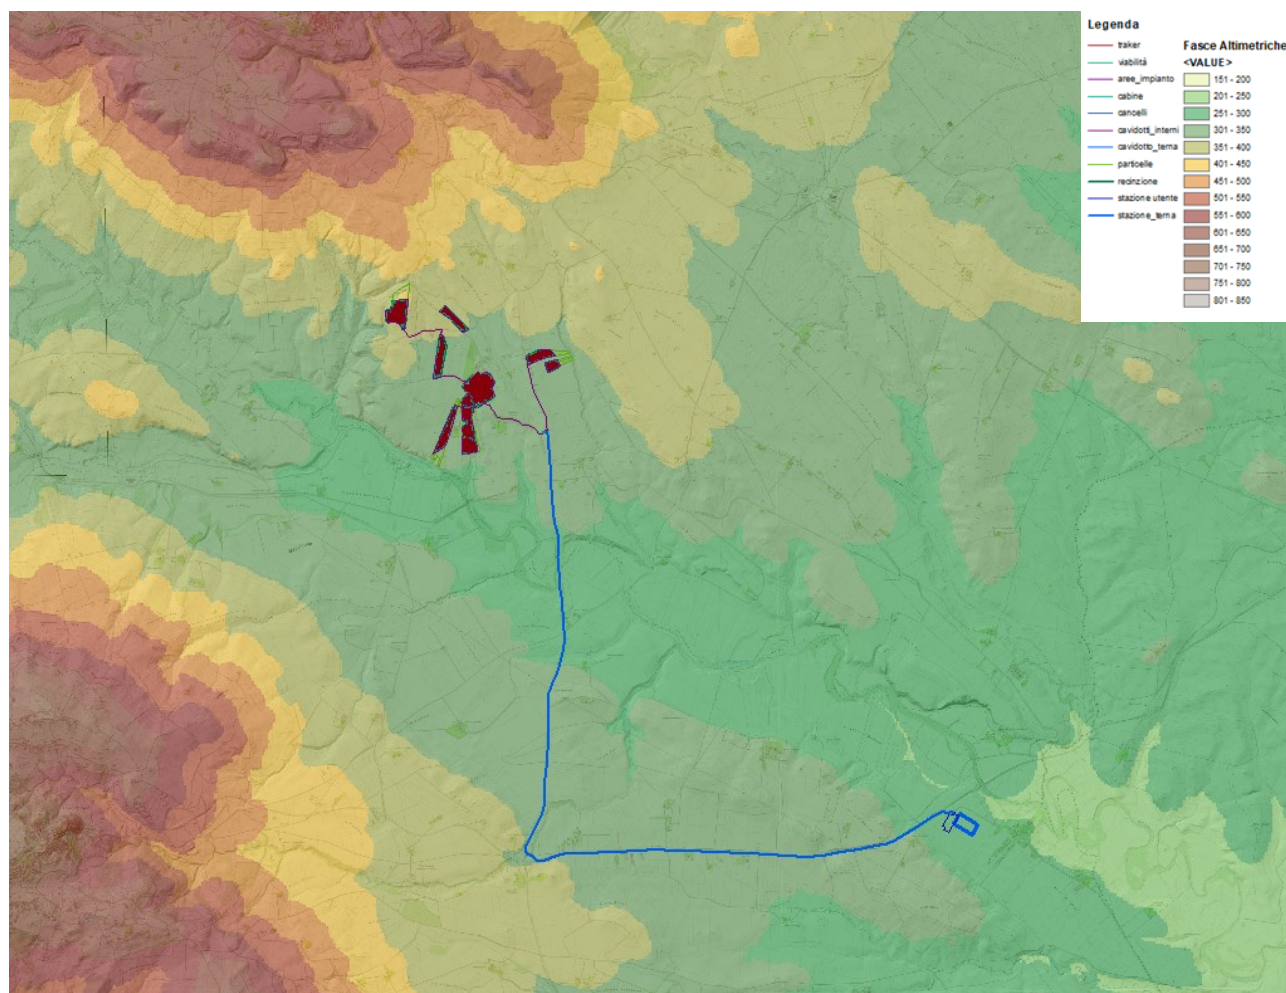 Legenda
traker
viabilità
aree_impianto
cabine
cancelli
cavidotti_interni
cavidotto_terna
particelle
recinzione
stazione utente
stazione_terna
Fasce Altimetriche
<VALUE>
151 - 200
201 - 250
251 - 300
301 - 350
351 - 400
401 - 450
451 - 500
501 - 550
551 - 600
601 - 650
651 - 700
701 - 750
751 - 800
801 - 850